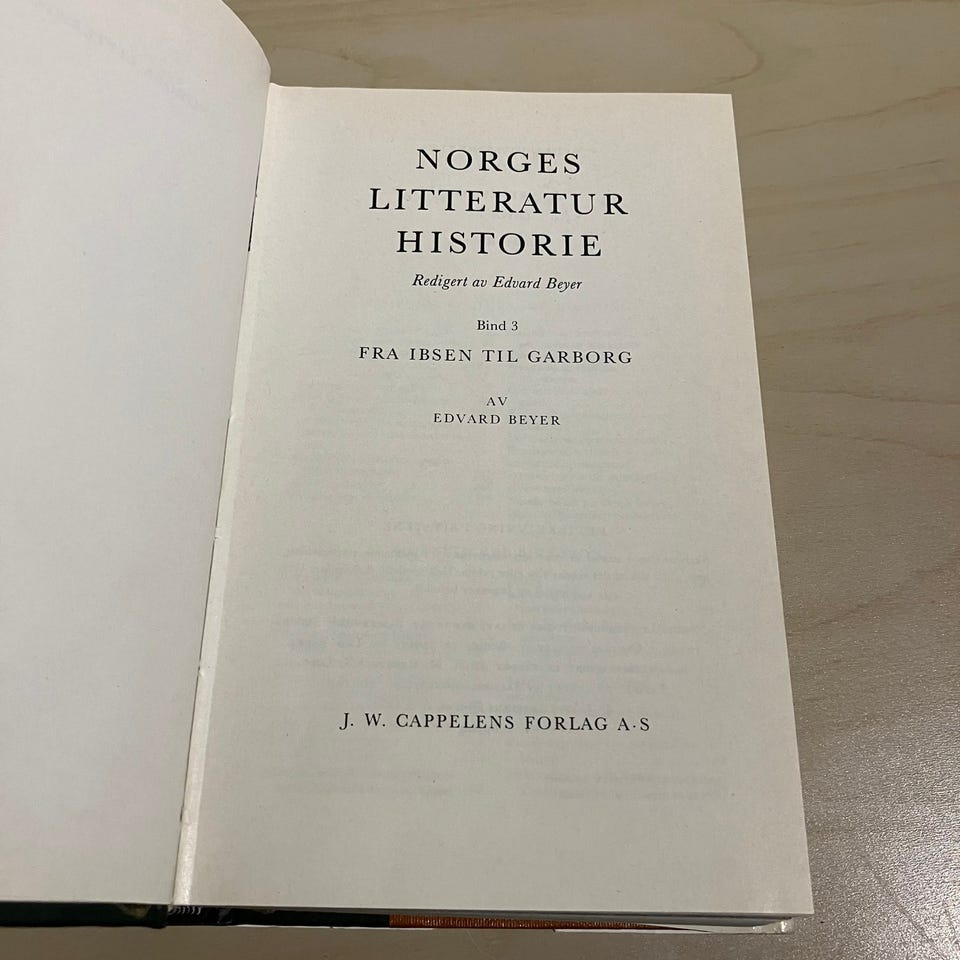 NORGES
LITTERATUR
HISTORIE
Redigert av Edvard Beyer
Bind 3
FRA IBSEN TIL GARBORG
AV
EDVARD BEYER
J. W. CAPPELENS FORLAG A·S